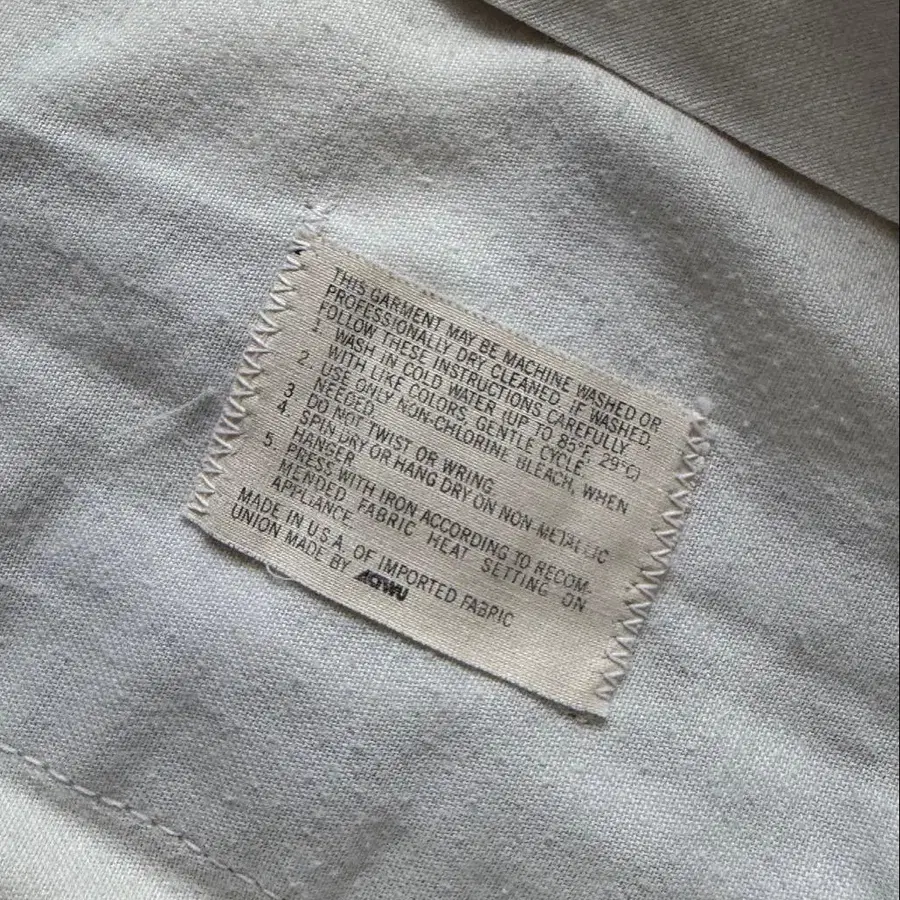 THIS GARMENT MAY BE MACHINE WASHED OR
PROFESSIONALLY DRY CLEANED. IF WASHED,
FOLLOW THESE INSTRUCTIONS CAREFULLY
1. WASH IN COLD WATER (UP TO 85°F, 29°C)
WITH LIKE COLORS, GENTLE CYCLE.
2. USE ONLY NON-CHLORINE BLEACH, WHEN
NEEDED.
3. DO NOT TWIST OR WRING.
4. SPIN DRY OR HANG DRY ON NON-METALLIC
HANGER.
5. PRESS WITH IRON ACCORDING TO RECOM-
MENDED FABRIC HEAT SETTING ON
APPLIANCE.
MADE IN U.S.A. OF IMPORTED FABRIC
UNION MADE BY ACTWU